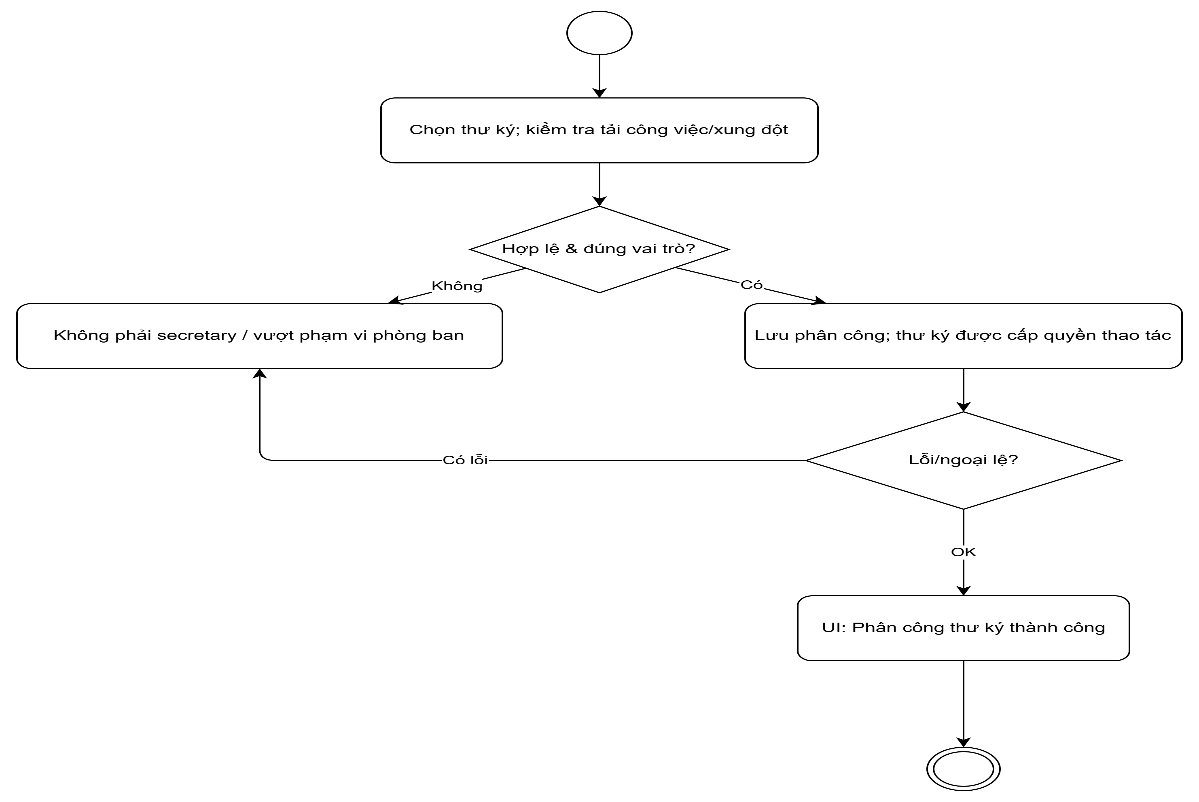 Chọn thư ký; kiểm tra tải công việc/xung đột
Hợp lệ & đúng vai trò?
Không
Có
Không phải secretary / vượt phạm vi phòng ban
Lưu phân công; thư ký được cấp quyền thao tác
Lỗi/ngoại lệ?
Có lỗi
OK
UI: Phân công thư ký thành công